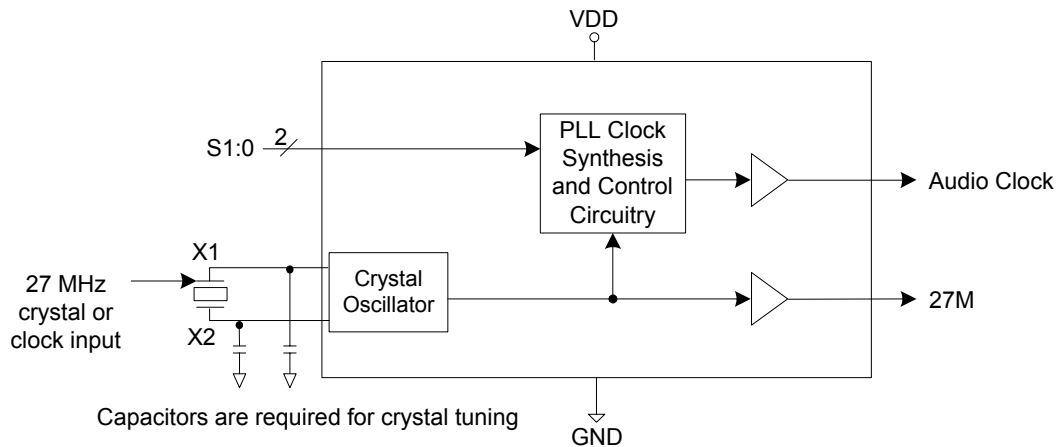 VDD
PLL Clock
Synthesis
and Control
Circuitry
S1:0
2
Audio Clock
X1
27 MHz
crystal or
clock input
X2
Crystal
Oscillator
27M
Capacitors are required for crystal tuning
GND